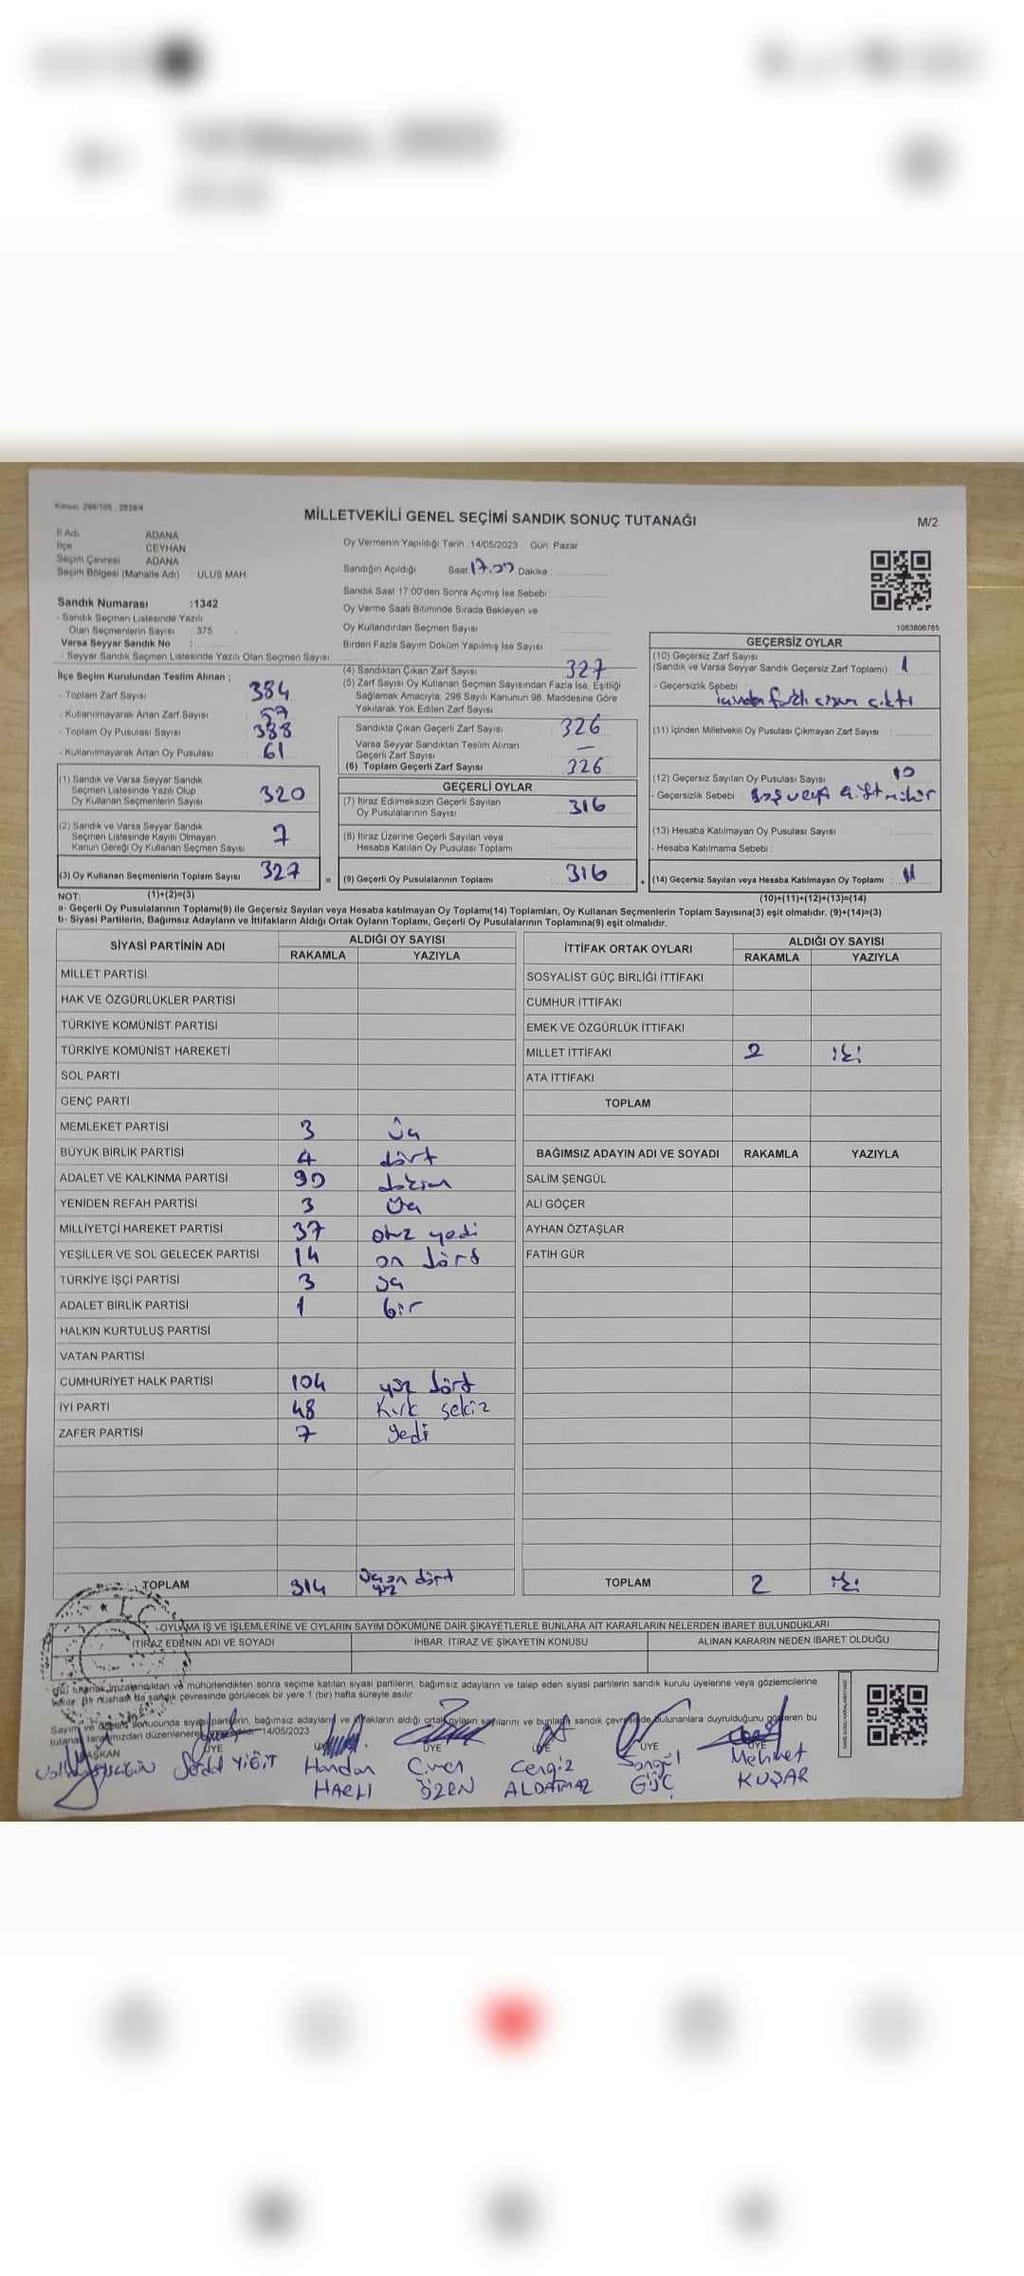 Kanun: 298/105, 2839/4
MİLLETVEKİLİ GENEL SEÇİMİ SANDIK SONUÇ TUTANAĞI
M/2
İl Adı ADANA
İlçe CEYHAN
Seçim Çevresi ADANA
Seçim Bölgesi (Mahalle Adı) : ULUS MAH
Sandık Numarası :1342
- Sandık Seçmen Listesinde Yazılı
Olan Seçmenlerin Sayısı : 375
Varsa Seyyar Sandık No :
- Seyyar Sandık Seçmen Listesinde Yazılı Olan Seçmen Sayısı:
Oy Vermenin Yapıldığı Tarih :14/05/2023 Gün: Pazar
Sandığın Açıldığı Saat Dakika :
Sandık Saat 17:00'den Sonra Açımış İse Sebebi :
Oy Verme Saati Bitiminde Sırada Bekleyen ve
Oy Kullandırılan Seçmen Sayısı :
Birden Fazla Sayım Döküm Yapılmış İse Sayısı :
1083806785
İlçe Seçim Kurulundan Teslim Alınan ;
- Toplam Zarf Sayısı 384
- Kullanılmayarak Artan Zarf Sayısı 57
- Toplam Oy Pusulası Sayısı 388
- Kullanılmayarak Artan Oy Pusulası 61
(1) Sandık ve Varsa Seyyar Sandık
Seçmen Listesinde Yazılı Olup
Oy Kullanan Seçmenlerin Sayısı 320
(2) Sandık ve Varsa Seyyar Sandık
Seçmen Listesinde Kayıtlı Olmayan
Kanun Gereği Oy Kullanan Seçmen Sayısı 7
(3) Oy Kullanan Seçmenlerin Toplam Sayısı 327
(4) Sandıktan Çıkan Zarf Sayısı 327
(5) Zarf Sayısı Oy Kullanan Seçmen Sayısından Fazla İse, Eşitliği
Sağlamak Amacıyla, 298 Sayılı Kanunun 98. Maddesine Göre
Yakılarak Yok Edilen Zarf Sayısı
Sandıkta Çıkan Geçerli Zarf Sayısı 326
Varsa Seyyar Sandıktan Teslim Alınan
Geçerli Zarf Sayısı —
(6) Toplam Geçerli Zarf Sayısı 326
GEÇERLİ OYLAR
(7) İtiraz Edilmeksizin Geçerli Sayılan
Oy Pusulalarının Sayısı 316
(8) İtiraz Üzerine Geçerli Sayılan veya
Hesaba Katılan Oy Pusulası Toplamı
(9) Geçerli Oy Pusulalarının Toplamı 316
GEÇERSİZ OYLAR
(10) Geçersiz Zarf Sayısı
(Sandık ve Varsa Seyyar Sandık Geçersiz Zarf Toplamı) : 1
- Geçersizlik Sebebi
çıktı
(11) İçinden Milletvekili Oy Pusulası Çıkmayan Zarf Sayısı :
(12) Geçersiz Sayılan Oy Pusulası Sayısı 10
- Geçersizlik Sebebi Boş veya çift mühür
(13) Hesaba Katılmayan Oy Pusulası Sayısı :
- Hesaba Katılmama Sebebi :
(14) Geçersiz Sayılan veya Hesaba Katılmayan Oy Toplamı : 11
NOT: (1)+(2)=(3) (10)+(11)+(12)+(13)=(14)
a- Geçerli Oy Pusulalarının Toplamı(9) ile Geçersiz Sayılan veya Hesaba katılmayan Oy Toplamı(14) Toplamları, Oy Kullanan Seçmenlerin Toplam Sayısına(3) eşit olmalıdır. (9)+(14)=(3)
b- Siyasi Partilerin, Bağımsız Adayların ve İttifakların Aldığı Ortak Oyların Toplamı, Geçerli Oy Pusulalarının Toplamına(9) eşit olmalıdır.
SİYASİ PARTİNİN ADI ALDIĞI OY SAYISI
RAKAMLA YAZIYLA
MİLLET PARTİSİ
HAK VE ÖZGÜRLÜKLER PARTİSİ
TÜRKİYE KOMÜNİST PARTİSİ
TÜRKİYE KOMÜNİST HAREKETİ
SOL PARTİ
GENÇ PARTİ
MEMLEKET PARTİSİ 3 üç
BÜYÜK BİRLİK PARTİSİ 4 dört
ADALET VE KALKINMA PARTİSİ 90
YENİDEN REFAH PARTİSİ 3 üç
MİLLİYETÇİ HAREKET PARTİSİ 37 otuz yedi
YEŞİLLER VE SOL GELECEK PARTİSİ 14 on dört
TÜRKİYE İŞÇİ PARTİSİ 3 üç
ADALET BİRLİK PARTİSİ 1 bir
HALKIN KURTULUŞ PARTİSİ
VATAN PARTİSİ
CUMHURİYET HALK PARTİSİ 104 yüz dört
İYİ PARTİ 48 Kırk sekiz
ZAFER PARTİSİ 7 yedi
TOPLAM 314 üç yüz on dört
İTTİFAK ORTAK OYLARI ALDIĞI OY SAYISI
RAKAMLA YAZIYLA
SOSYALİST GÜÇ BİRLİĞİ İTTİFAKI
CUMHUR İTTİFAKI
EMEK VE ÖZGÜRLÜK İTTİFAKI
MİLLET İTTİFAKI 2 iki
ATA İTTİFAKI
TOPLAM
BAĞIMSIZ ADAYIN ADI VE SOYADI RAKAMLA YAZIYLA
SALİM ŞENGÜL
ALİ GÖÇER
AYHAN ÖZTAŞLAR
FATİH GÜR
TOPLAM 2 iki
OYLAMA İŞ VE İŞLEMLERİNE VE OYLARIN SAYIM DÖKÜMÜNE DAİR ŞİKAYETLERLE BUNLARA AİT KARARLARIN NELERDEN İBARET BULUNDUKLARI
İTİRAZ EDENİN ADI VE SOYADI İHBAR, İTİRAZ VE ŞİKAYETİN KONUSU ALINAN KARARIN NEDEN İBARET OLDUĞU
tutanak imzalandıktan ve mühürlendikten sonra seçime katılan siyasi partilerin, bağımsız adayların ve talep eden siyasi partilerin sandık kurulu üyelerine veya gözlemcilerine
Bir nüshası da sandık çevresinde görülecek bir yere 1 (bir) hafta süreyle asılır.
Sayım ve döküm sonucunda siyasi partilerin, bağımsız adayların ve ittifakların aldığı ortak oyların sayılarını ve bunların sandık çevresinde bulunanlara duyurulduğunu gösteren bu
tutanak tarafımızdan düzenlenerek 14/05/2023
BAŞKAN ÜYE ÜYE ÜYE ÜYE ÜYE ÜYE
YİĞİT Handan HARLI ÖZEN Cengiz ALDATMAZ Songül GÜÇ Mehmet KUŞAR